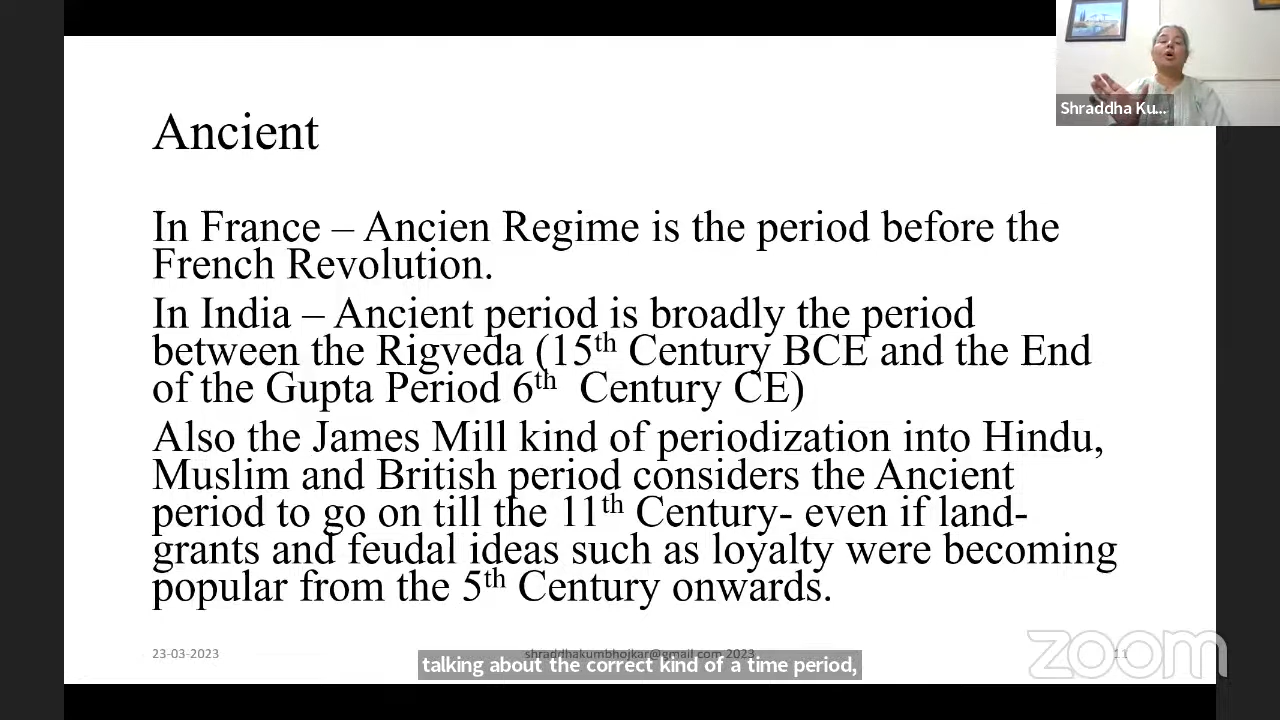 Shraddha Ku...
Ancient
In France – Ancien Regime is the period before the
French Revolution.
In India – Ancient period is broadly the period
between the Rigveda (15th Century BCE and the End
of the Gupta Period 6th Century CE)
Also the James Mill kind of periodization into Hindu,
Muslim and British period considers the Ancient
period to go on till the 11th Century- even if land-
grants and feudal ideas such as loyalty were becoming
popular from the 5th Century onwards.
23-03-2023
shraddhakumbhojkar@gmail.com 2023
11
talking about the correct kind of a time period,
zoom